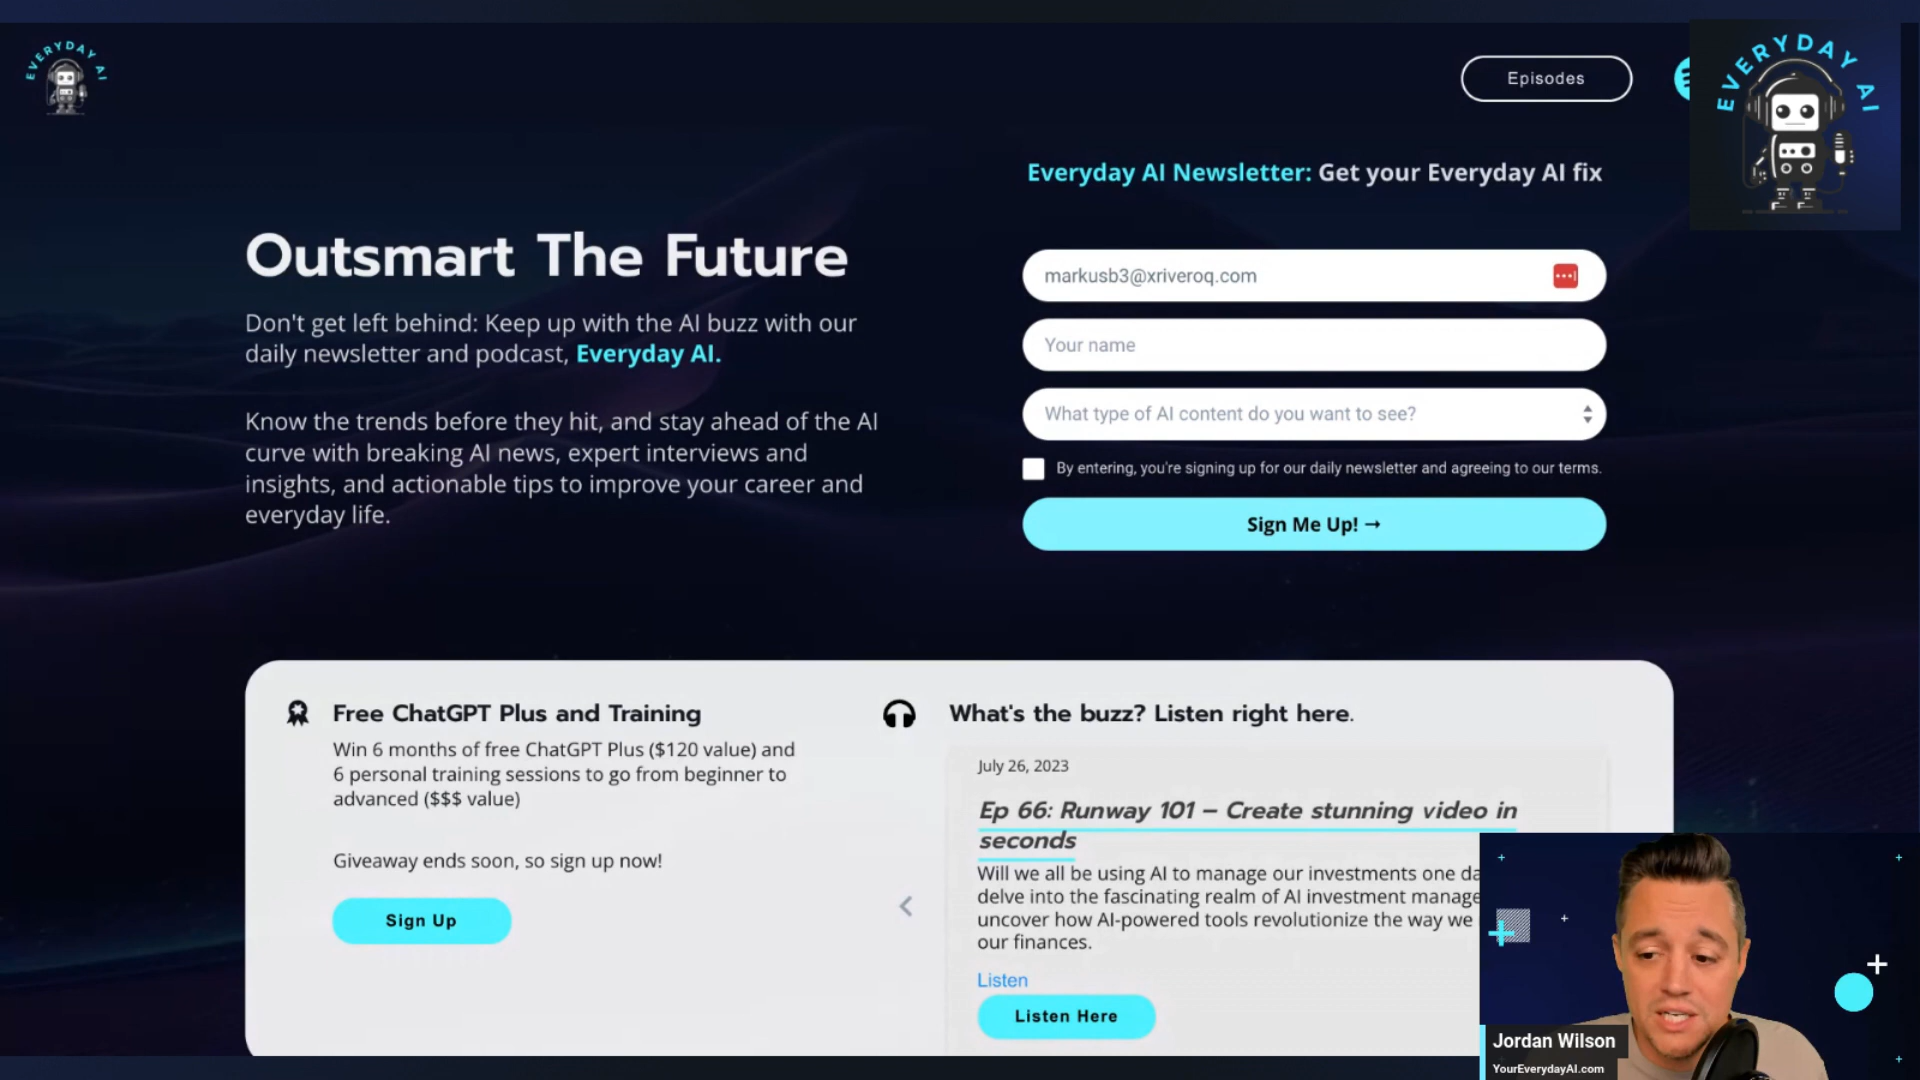 EVERYDAY AI
Episodes
EVERYDAY AI
Everyday AI Newsletter: Get your Everyday AI fix
Outsmart The Future
Don't get left behind: Keep up with the AI buzz with our
daily newsletter and podcast, Everyday AI.
Know the trends before they hit, and stay ahead of the AI
curve with breaking AI news, expert interviews and
insights, and actionable tips to improve your career and
everyday life.
markusb3@xriveroq.com
Your name
What type of AI content do you want to see?
By entering, you're signing up for our daily newsletter and agreeing to our terms.
Sign Me Up! →
Free ChatGPT Plus and Training
Win 6 months of free ChatGPT Plus ($120 value) and
6 personal training sessions to go from beginner to
advanced ($$$ value)
Giveaway ends soon, so sign up now!
Sign Up
What's the buzz? Listen right here.
July 26, 2023
Ep 66: Runway 101 – Create stunning video in
seconds
Will we all be using AI to manage our investments one da
delve into the fascinating realm of AI investment manage
uncover how AI-powered tools revolutionize the way we
our finances.
Listen
Listen Here
Jordan Wilson
YourEverydayAI.com